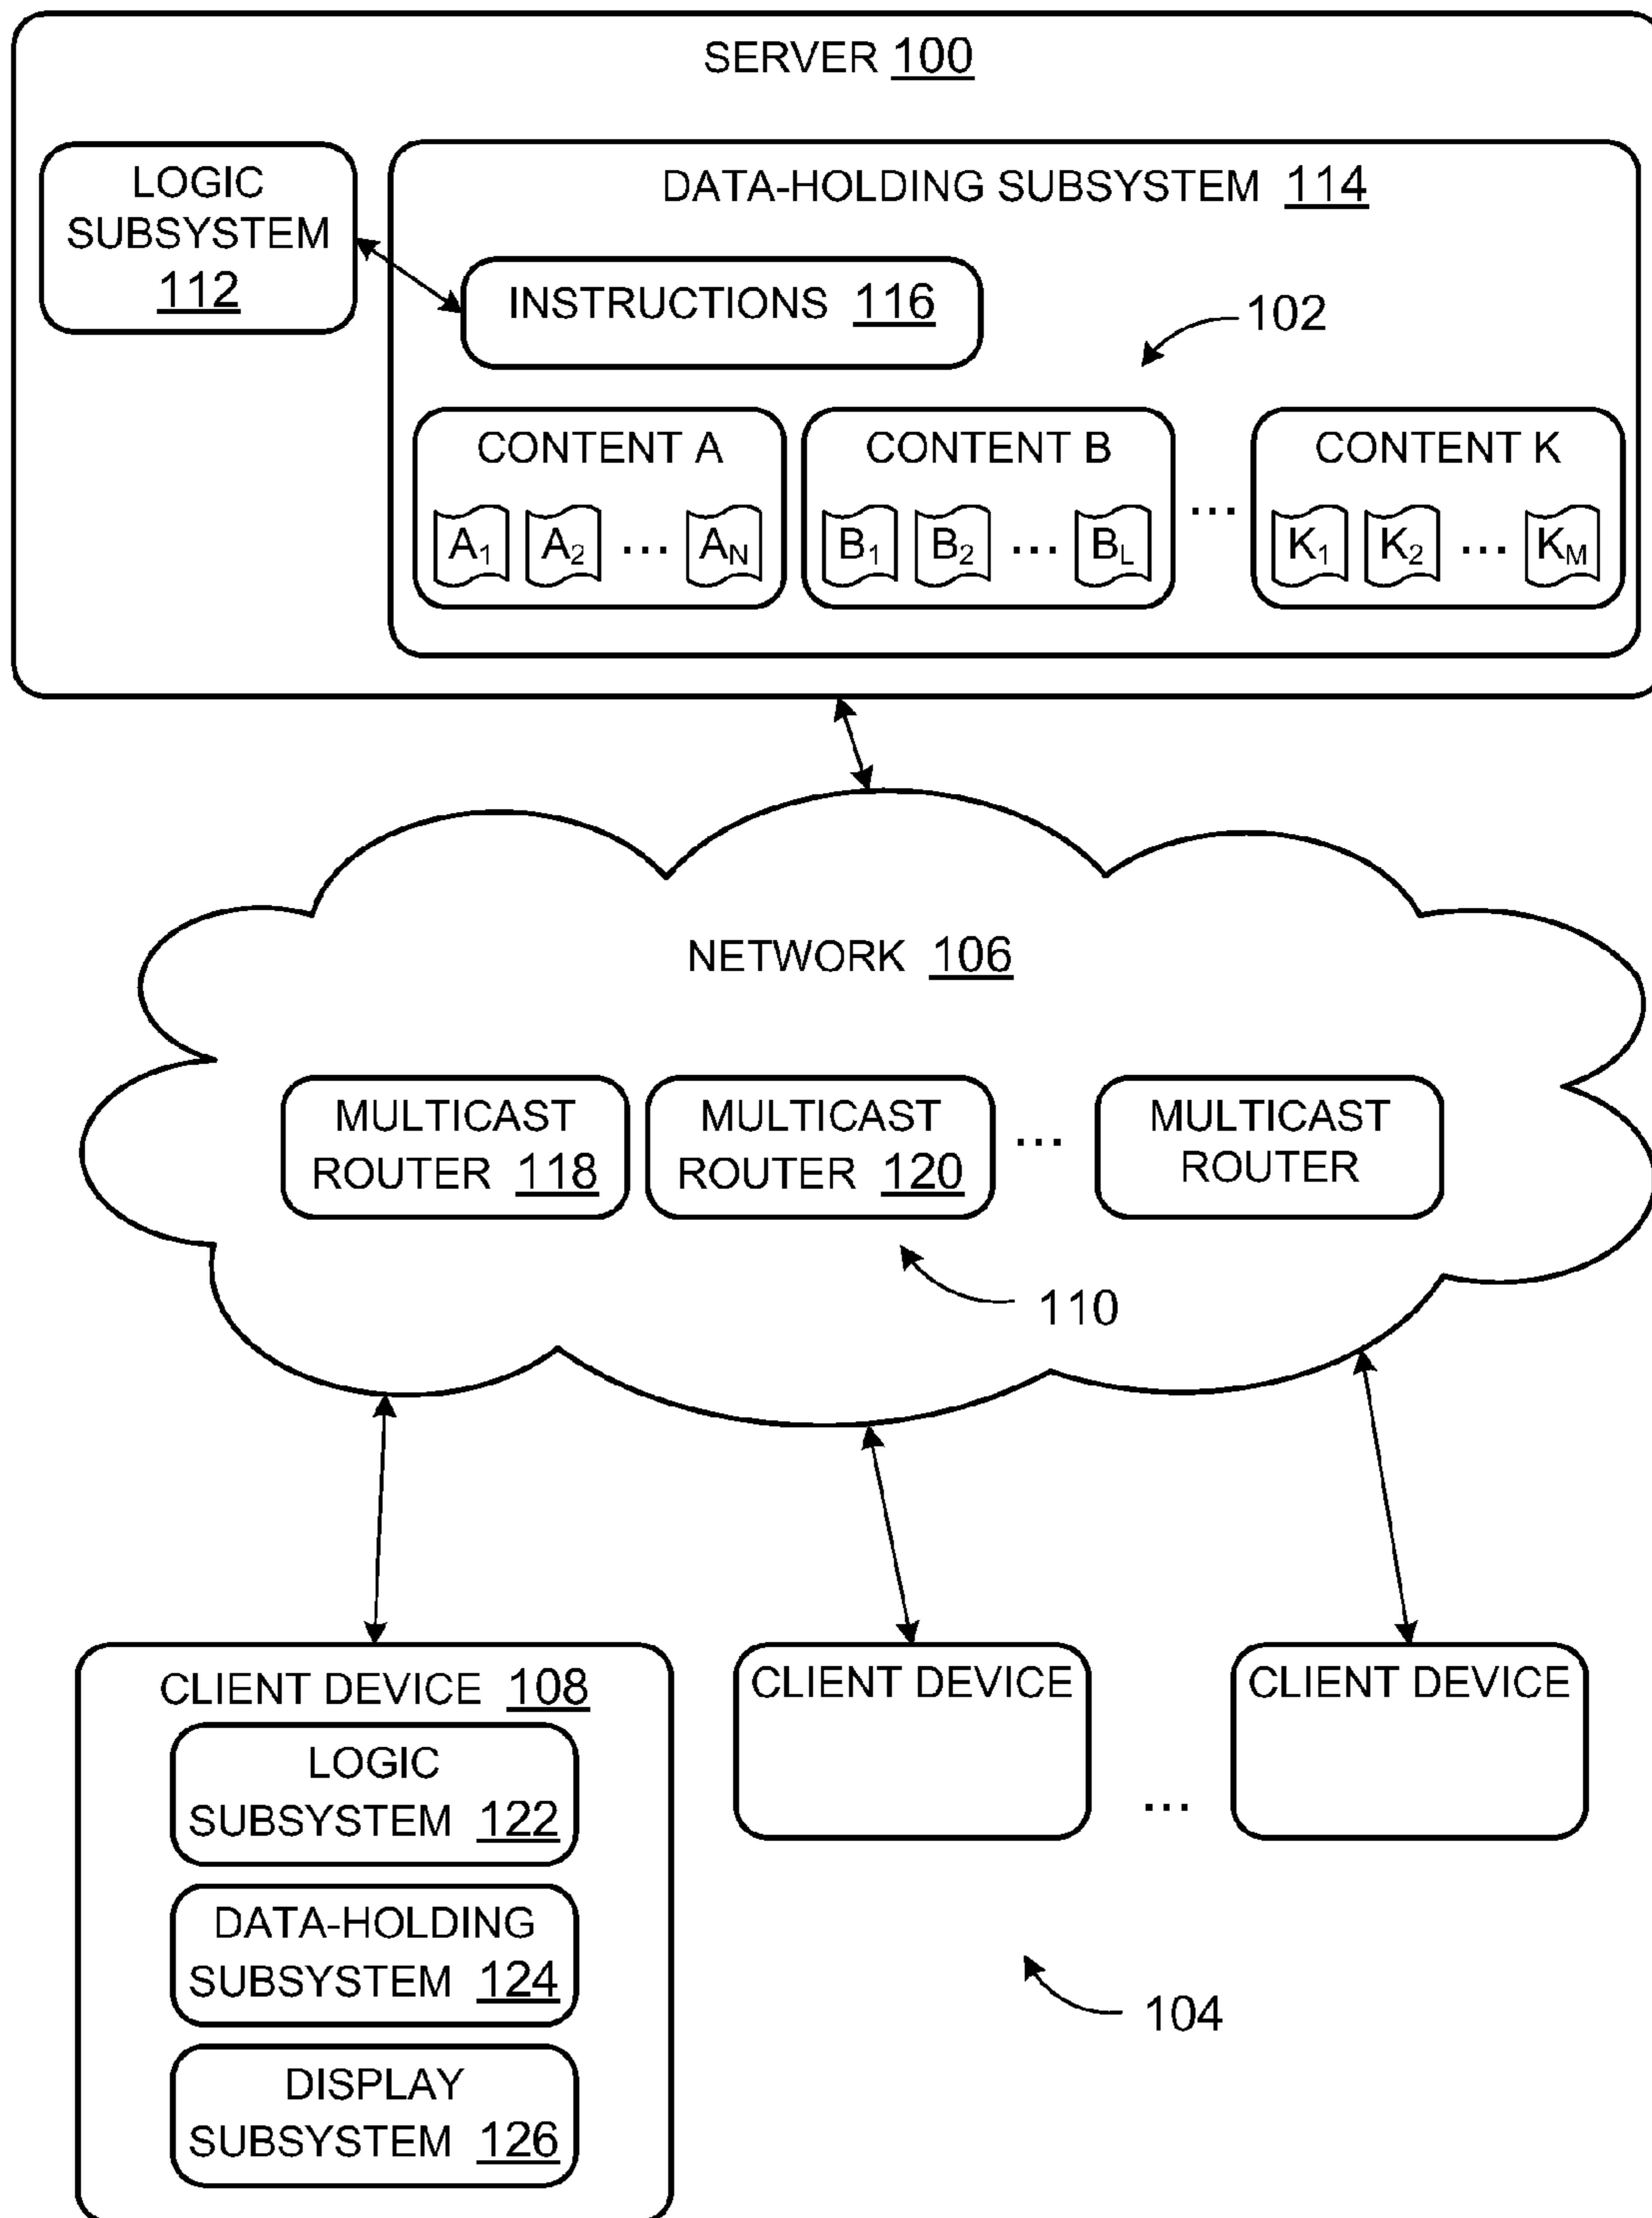 SERVER 100
LOGIC
SUBSYSTEM
112
DATA-HOLDING SUBSYSTEM 114
INSTRUCTIONS 116
102
CONTENT A
A1 A2 ... AN
CONTENT B
B1 B2 ... BL
...
CONTENT K
K1 K2 ... KM
NETWORK 106
MULTICAST
ROUTER 118
MULTICAST
ROUTER 120
...
MULTICAST
ROUTER
110
CLIENT DEVICE 108
LOGIC
SUBSYSTEM 122
DATA-HOLDING
SUBSYSTEM 124
DISPLAY
SUBSYSTEM 126
CLIENT DEVICE
...
CLIENT DEVICE
104